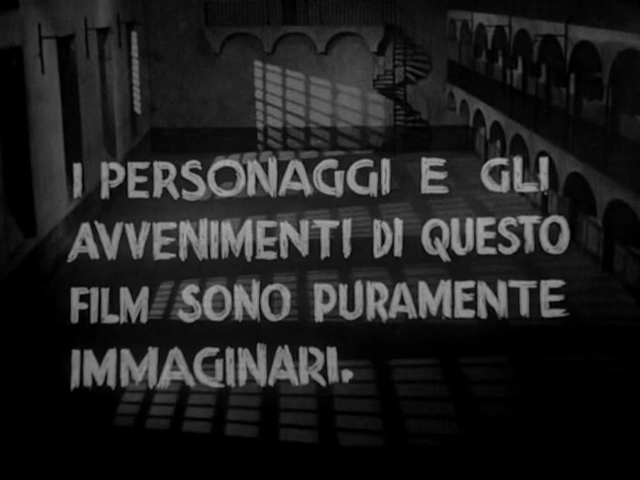 I PERSONAGGI E GLI
AVVENIMENTI DI QUESTO
FILM SONO PURAMENTE
IMMAGINARI.